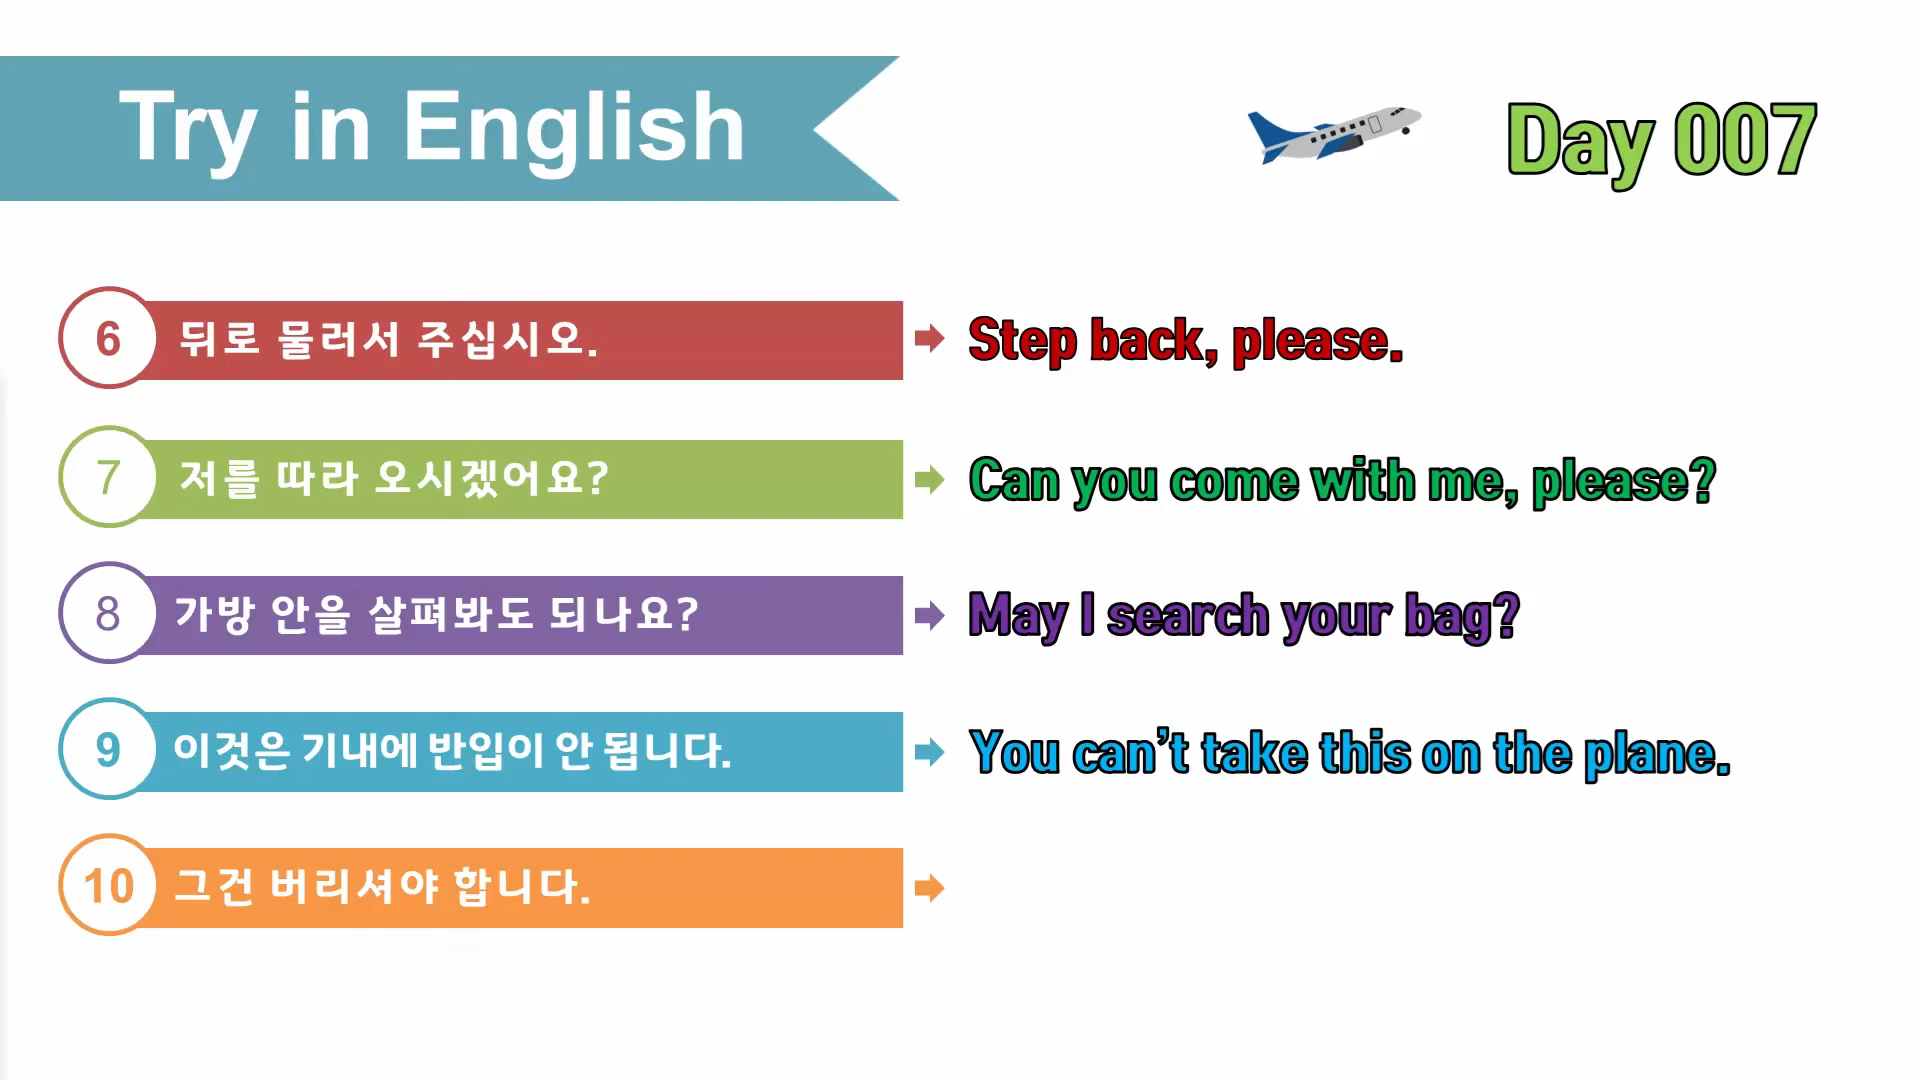 Try in English
Day 007
6 뒤로 물러서 주십시오. Step back, please.
7 저를 따라 오시겠어요? Can you come with me, please?
8 가방 안을 살펴봐도 되나요? May I search your bag?
9 이것은 기내에 반입이 안 됩니다. You can’t take this on the plane.
10 그건 버리셔야 합니다.